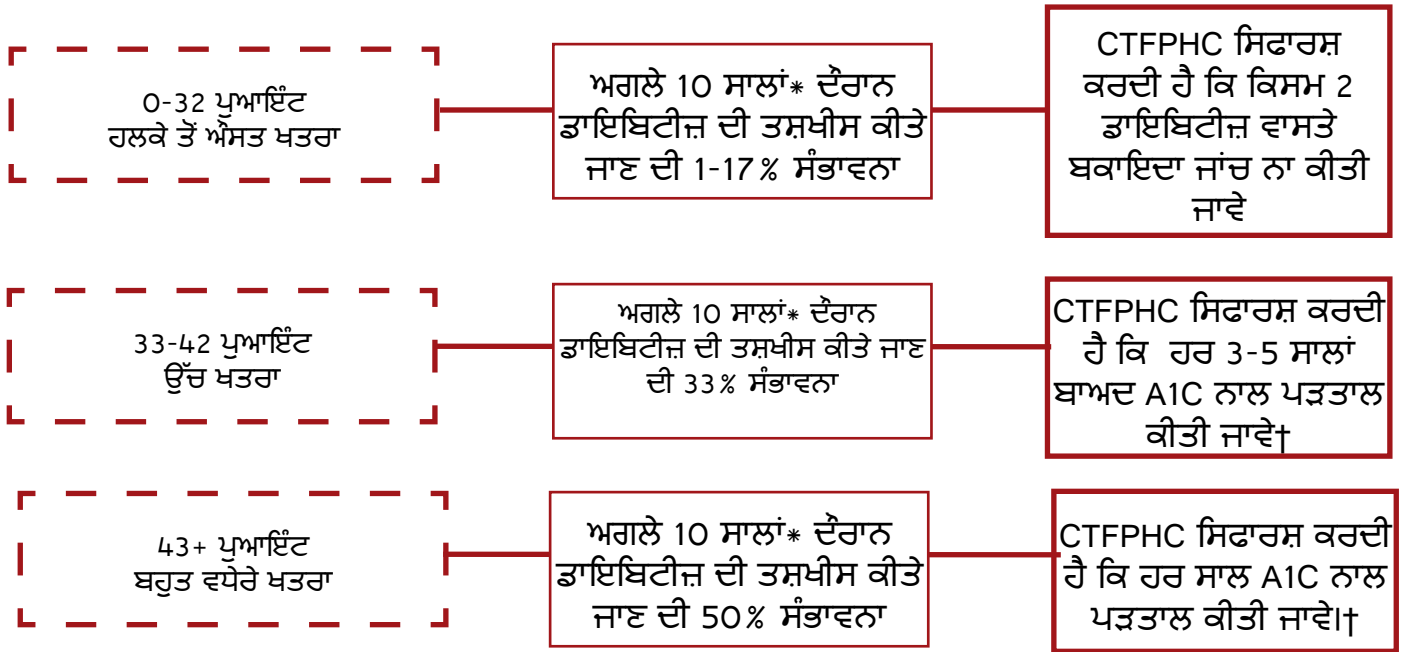 0-32 ਪੁਆਇੰਟ
ਹਲਕੇ ਤੋਂ ਔਸਤ ਖਤਰਾ
ਅਗਲੇ 10 ਸਾਲਾਂ* ਦੌਰਾਨ
ਡਾਇਬਿਟੀਜ਼ ਦੀ ਤਸ਼ਖੀਸ ਕੀਤੇ
ਜਾਣ ਦੀ 1-17% ਸੰਭਾਵਨਾ
CTFPHC ਸਿਫਾਰਸ਼
ਕਰਦੀ ਹੈ ਕਿ ਕਿਸਮ 2
ਡਾਇਬਿਟੀਜ਼ ਵਾਸਤੇ
ਬਕਾਇਦਾ ਜਾਂਚ ਨਾ ਕੀਤੀ
ਜਾਵੇ
33-42 ਪੁਆਇੰਟ
ਉੱਚ ਖਤਰਾ
ਅਗਲੇ 10 ਸਾਲਾਂ* ਦੌਰਾਨ
ਡਾਇਬਿਟੀਜ਼ ਦੀ ਤਸ਼ਖੀਸ ਕੀਤੇ ਜਾਣ
ਦੀ 33% ਸੰਭਾਵਨਾ
CTFPHC ਸਿਫਾਰਸ਼ ਕਰਦੀ
ਹੈ ਕਿ ਹਰ 3-5 ਸਾਲਾਂ
ਬਾਅਦ A1C ਨਾਲ ਪੜਤਾਲ
ਕੀਤੀ ਜਾਵੇ†
43+ ਪੁਆਇੰਟ
ਬਹੁਤ ਵਧੇਰੇ ਖਤਰਾ
ਅਗਲੇ 10 ਸਾਲਾਂ* ਦੌਰਾਨ
ਡਾਇਬਿਟੀਜ਼ ਦੀ ਤਸ਼ਖੀਸ ਕੀਤੇ
ਜਾਣ ਦੀ 50% ਸੰਭਾਵਨਾ
CTFPHC ਸਿਫਾਰਸ਼ ਕਰਦੀ
ਹੈ ਕਿ ਹਰ ਸਾਲ A1C ਨਾਲ
ਪੜਤਾਲ ਕੀਤੀ ਜਾਵੇ।†